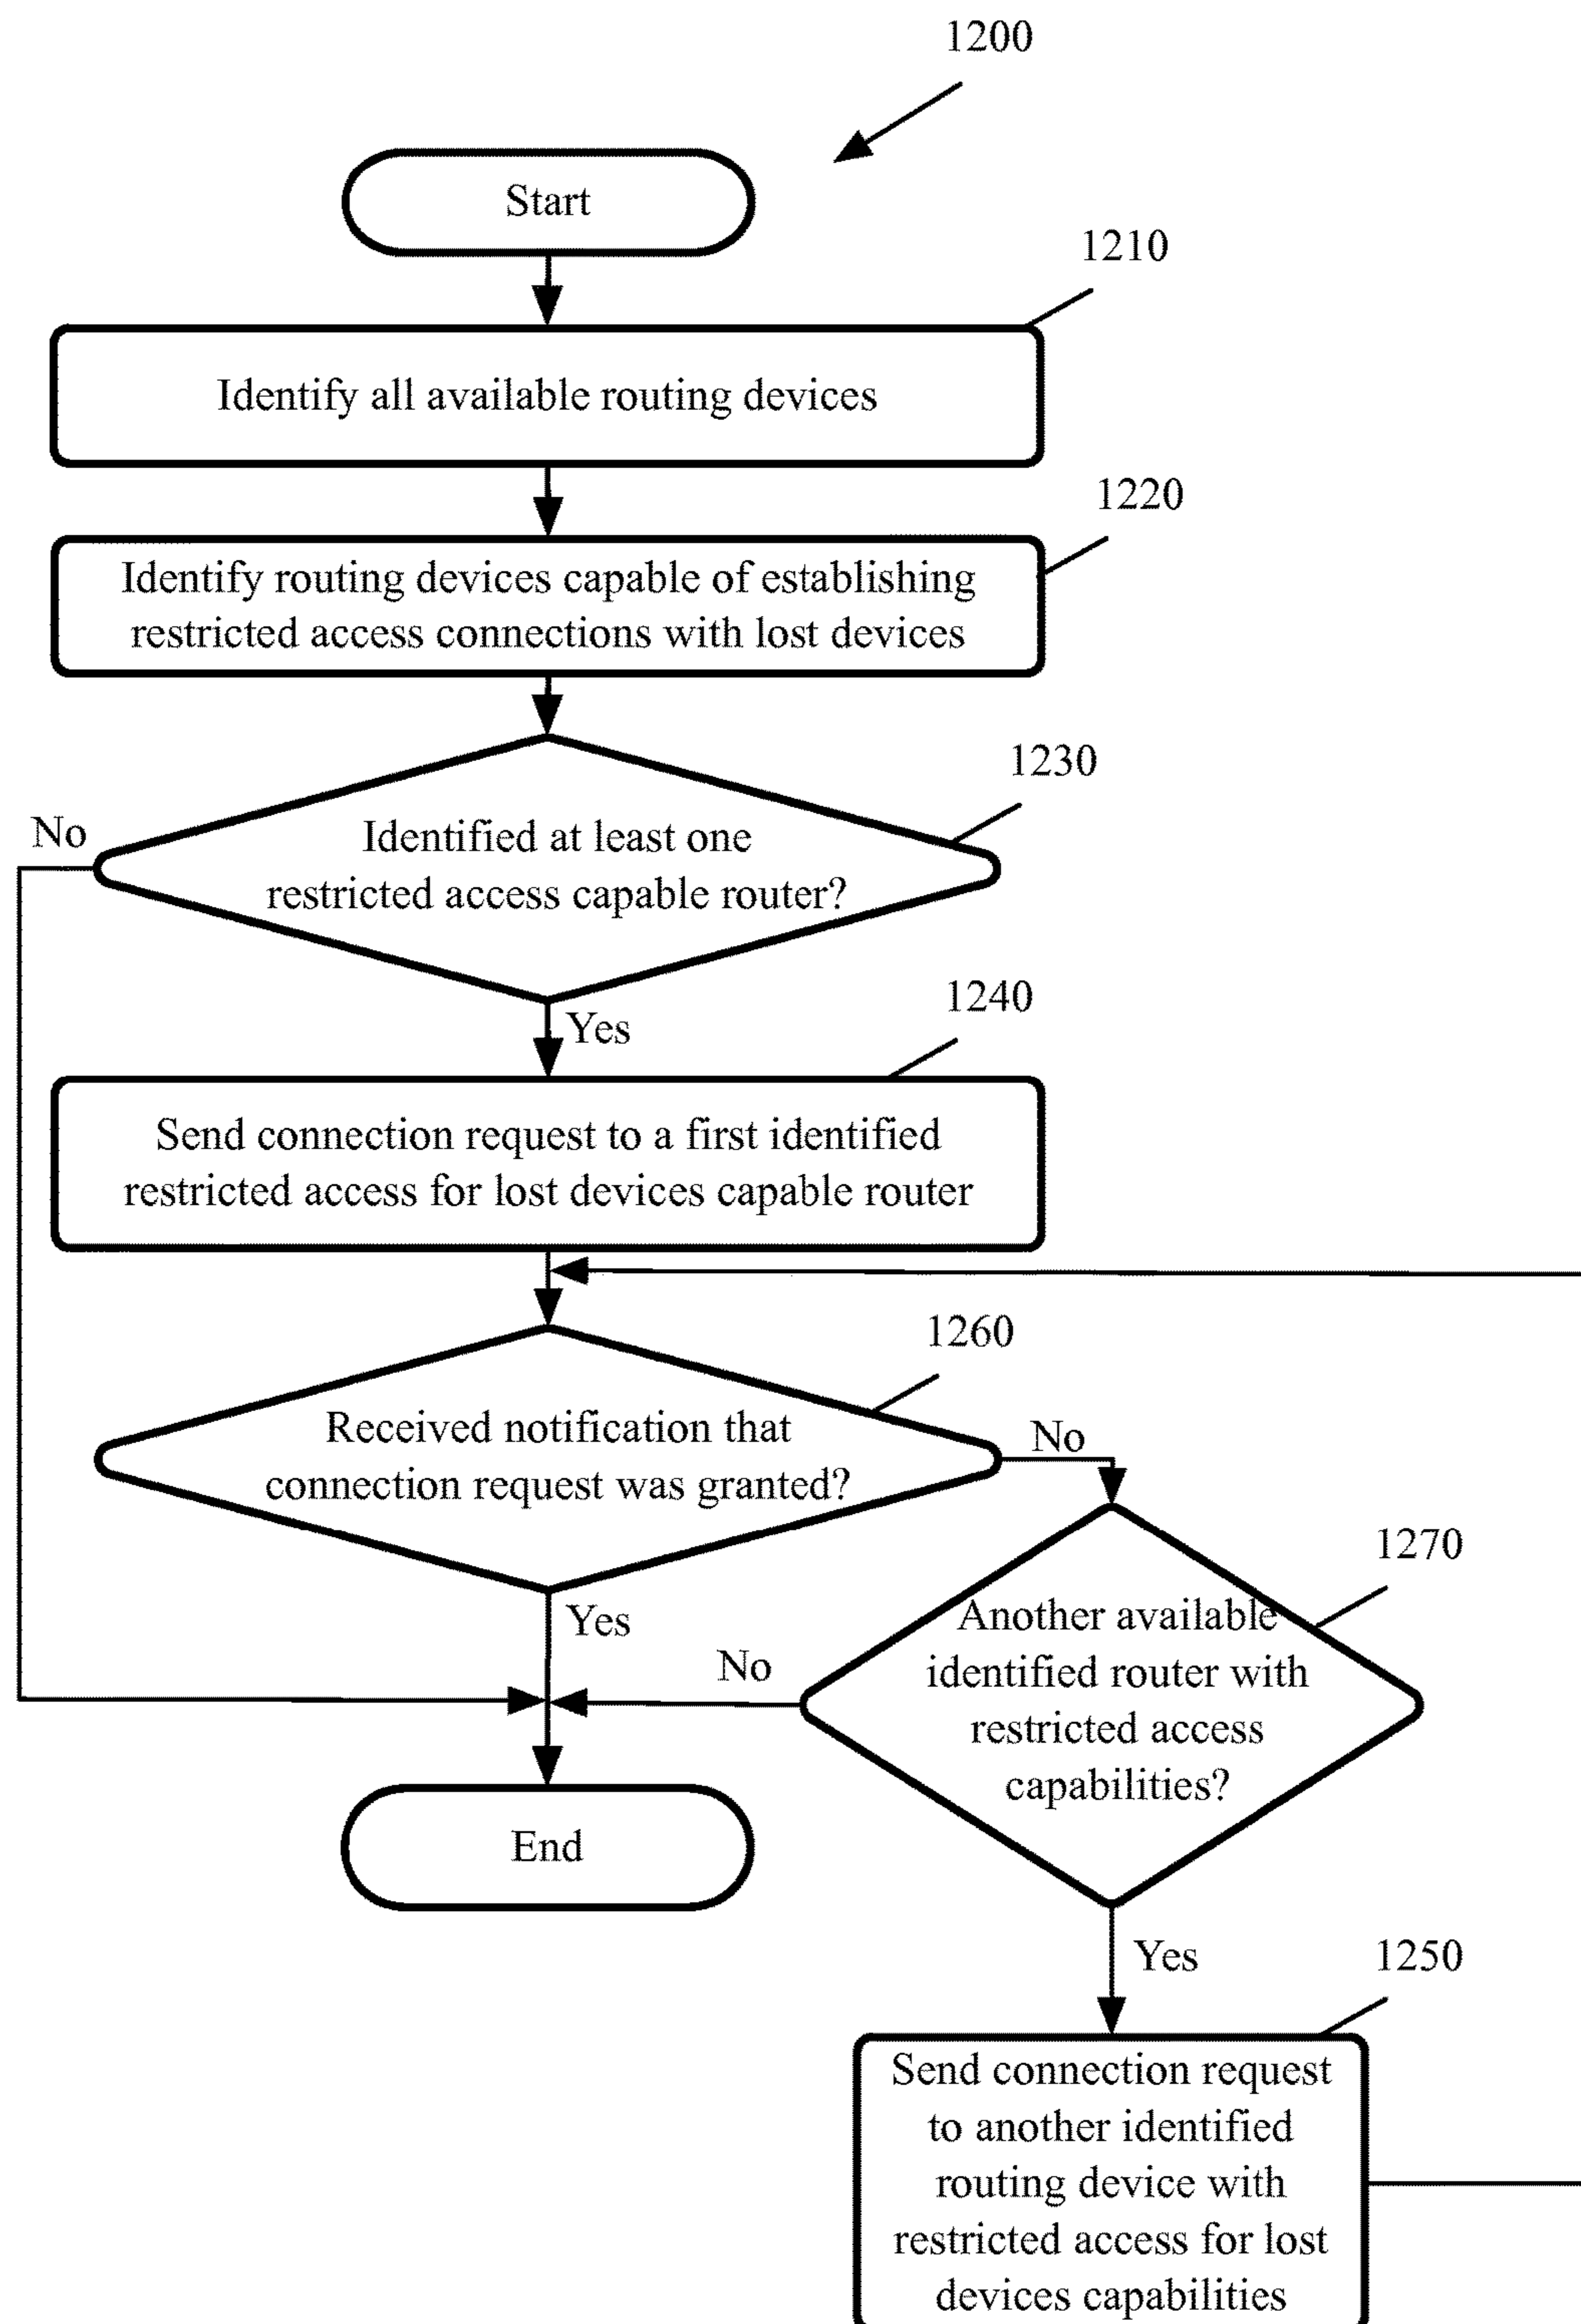 1200
Start
1210
Identify all available routing devices
1220
Identify routing devices capable of establishing
restricted access connections with lost devices
1230
No
Identified at least one
restricted access capable router?
Yes
1240
Send connection request to a first identified
restricted access for lost devices capable router
1260
Received notification that
connection request was granted?
No
Yes
1270
No
Another available
identified router with
restricted access
capabilities?
End
Yes
1250
Send connection request
to another identified
routing device with
restricted access for lost
devices capabilities